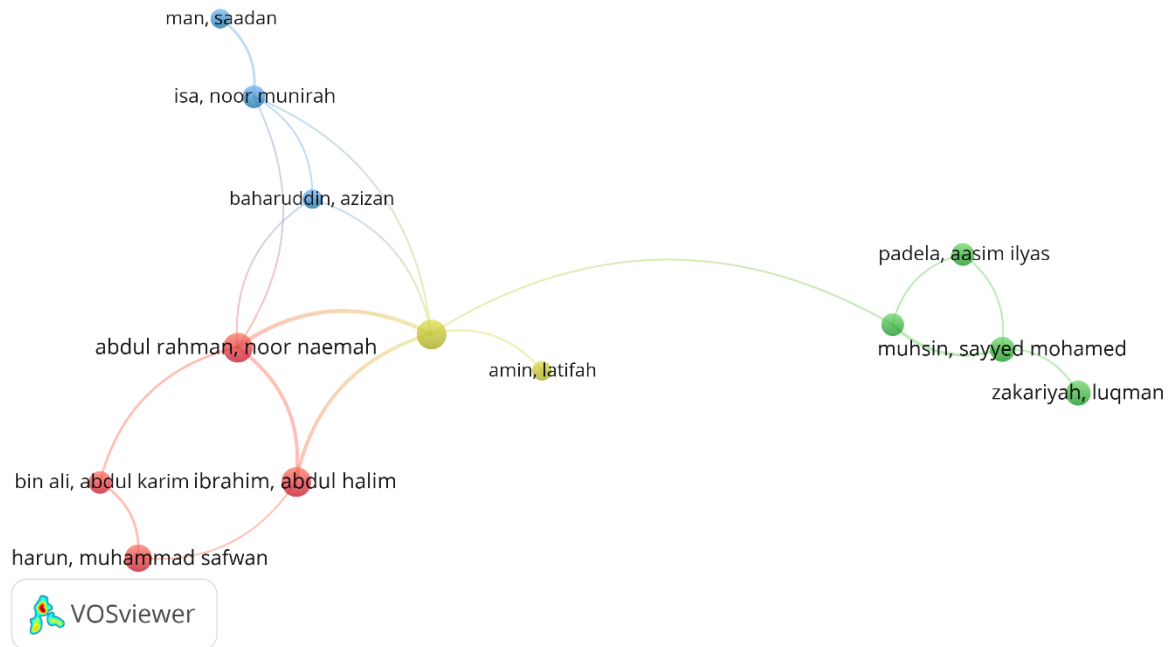 man, saadan
isa, noor munirah
baharuddin, azizan
padela, aasim ilyas
abdul rahman, noor naemah
muhsin, sayyed mohamed
amin, latifah
zakariyah, luqman
bin ali, abdul karim
ibrahim, abdul halim
harun, muhammad safwan
VOSviewer